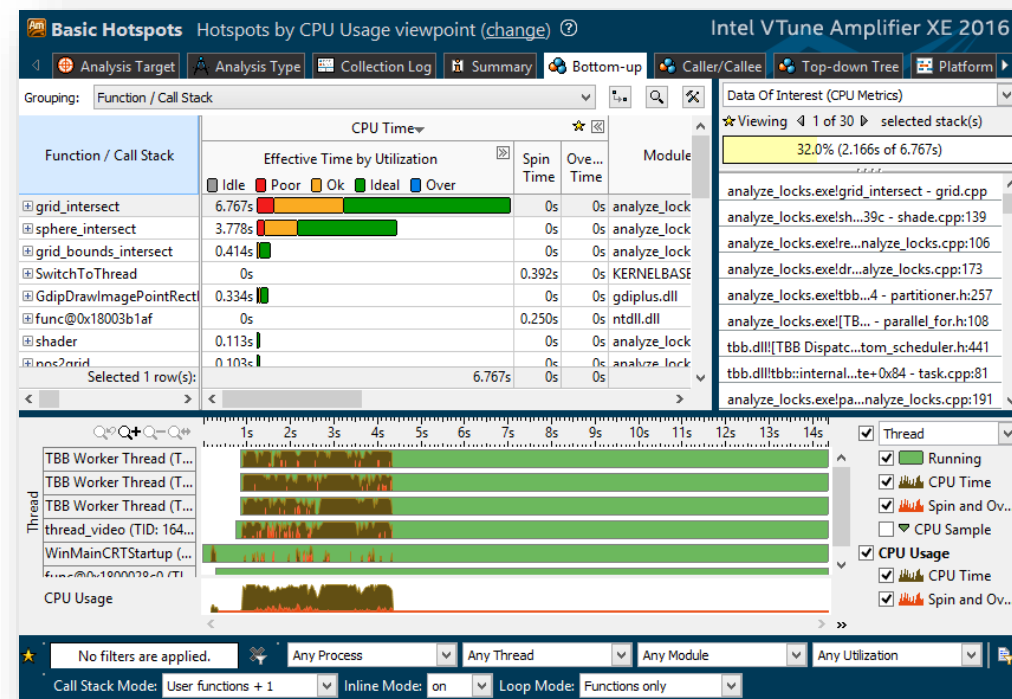 Am Basic Hotspots Hotspots by CPU Usage viewpoint (change) ? Intel VTune Amplifier XE 2016
Analysis Target Analysis Type Collection Log Summary Bottom-up Caller/Callee Top-down Tree Platform
Grouping: Function / Call Stack
Data Of Interest (CPU Metrics)
Viewing 1 of 30 selected stack(s)
32.0% (2.166s of 6.767s)
analyze_locks.exe!grid_intersect - grid.cpp
analyze_locks.exe!sh...39c - shade.cpp:139
analyze_locks.exe!re...nalyze_locks.cpp:106
analyze_locks.exe!dr...alyze_locks.cpp:173
analyze_locks.exe!tbb...4 - partitioner.h:257
analyze_locks.exe![TB... - parallel_for.h:108
tbb.dll![TBB Dispatc...tom_scheduler.h:441
tbb.dll!tbb::internal...te+0x84 - task.cpp:81
analyze_locks.exe!pa...nalyze_locks.cpp:191
Function / Call Stack
CPU Time
Effective Time by Utilization
Idle Poor Ok Ideal Over
Spin Time
Ove... Time
Module
grid_intersect 6.767s 0s 0s analyze_lock
sphere_intersect 3.778s 0s 0s analyze_lock
grid_bounds_intersect 0.414s 0s 0s analyze_lock
SwitchToThread 0s 0.392s 0s KERNELBASE
GdipDrawImagePointRectI 0.334s 0s 0s gdiplus.dll
func@0x18003b1af 0s 0.250s 0s ntdll.dll
shader 0.113s 0s 0s analyze_lock
pos2grid 0.103s 0s 0s analyze_lock
Selected 1 row(s): 6.767s 0s 0s
1s 2s 3s 4s 5s 6s 7s 8s 9s 10s 11s 12s 13s 14s
Thread
TBB Worker Thread (T...
TBB Worker Thread (T...
TBB Worker Thread (T...
thread_video (TID: 164...
WinMainCRTStartup (...
func@0x1800028c0 (TI...
CPU Usage
Thread
Running
CPU Time
Spin and Ov...
CPU Sample
CPU Usage
CPU Time
Spin and Ov...
No filters are applied. Any Process Any Thread Any Module Any Utilization
Call Stack Mode: User functions + 1 Inline Mode: on Loop Mode: Functions only